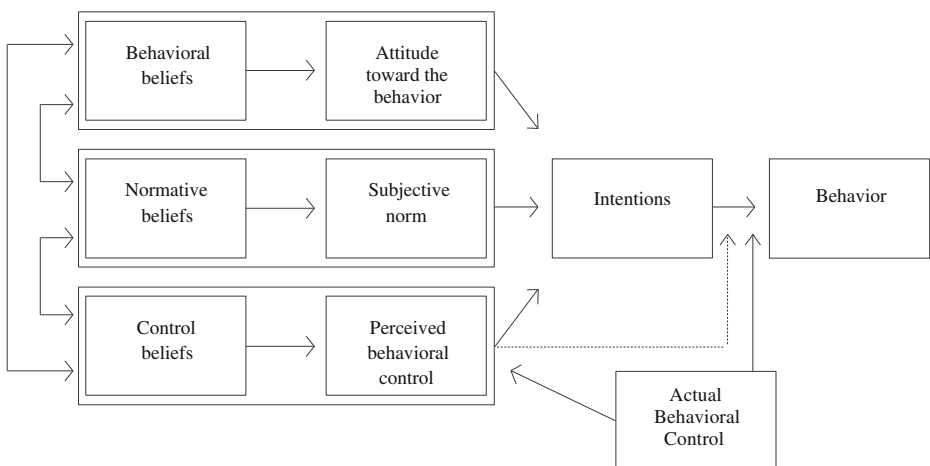 Behavioral
beliefs
Attitude
toward the
behavior
Normative
beliefs
Subjective
norm
Intentions
Behavior
Control
beliefs
Perceived
behavioral
control
Actual
Behavioral
Control